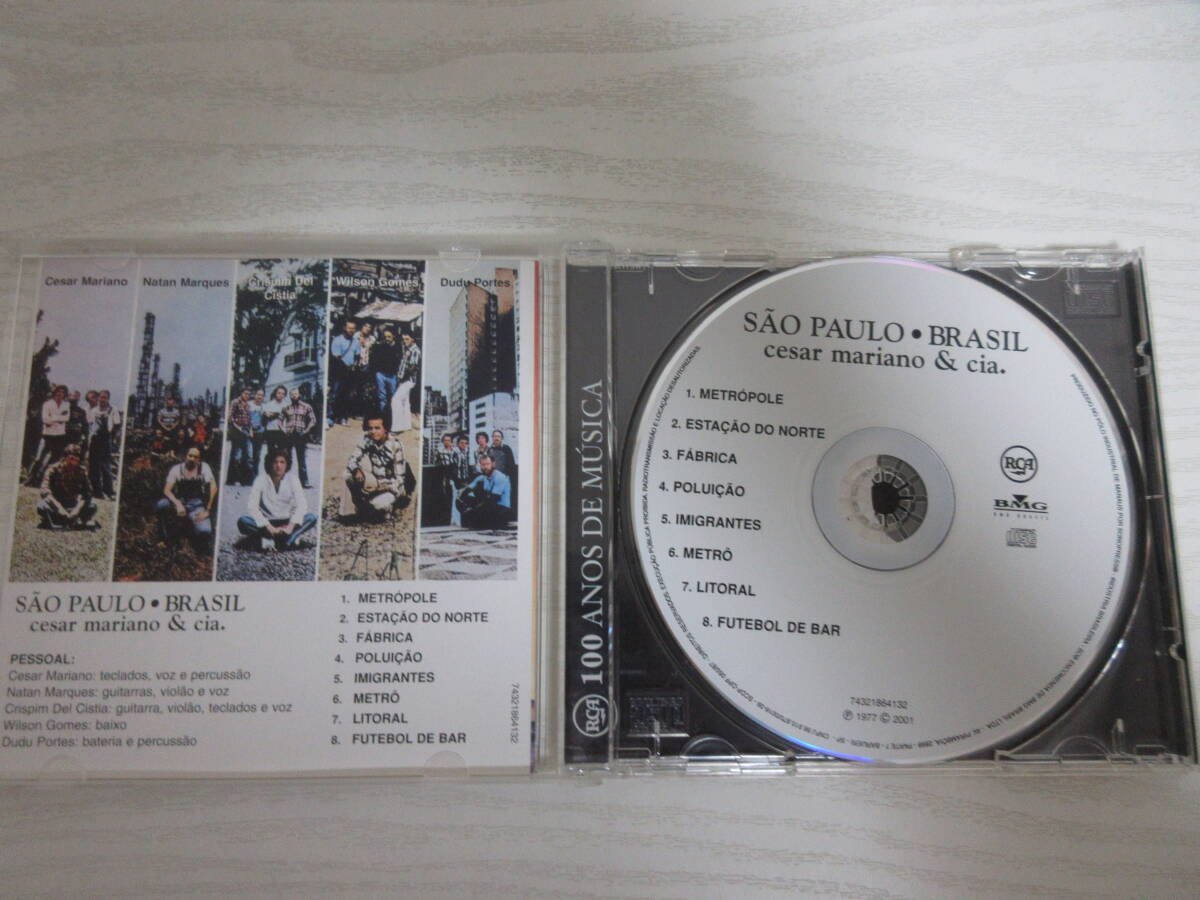 Cesar Mariano
Natan Marques
Crispim Del
Cistia
Wilson Gomes
Dudu Portes
SÃO PAULO • BRASIL
cesar mariano & cia.
PESSOAL:
Cesar Mariano: teclados, voz e percussão
Natan Marques: guitarras, violão e voz
Crispim Del Cistia: guitarra, violão, teclados e voz
Wilson Gomes: baixo
Dudu Portes: bateria e percussão
1. METRÓPOLE
2. ESTAÇÃO DO NORTE
3. FÁBRICA
4. POLUIÇÃO
5. IMIGRANTES
6. METRÔ
7. LITORAL
8. FUTEBOL DE BAR
74321864132
RCA 100 ANOS DE MÚSICA
SÃO PAULO • BRASIL
cesar mariano & cia.
1. METRÓPOLE
2. ESTAÇÃO DO NORTE
3. FÁBRICA
4. POLUIÇÃO
5. IMIGRANTES
6. METRÔ
7. LITORAL
8. FUTEBOL DE BAR
RCA
BMG
BMG BRASIL
disc
74321864132
℗ 1977 © 2001